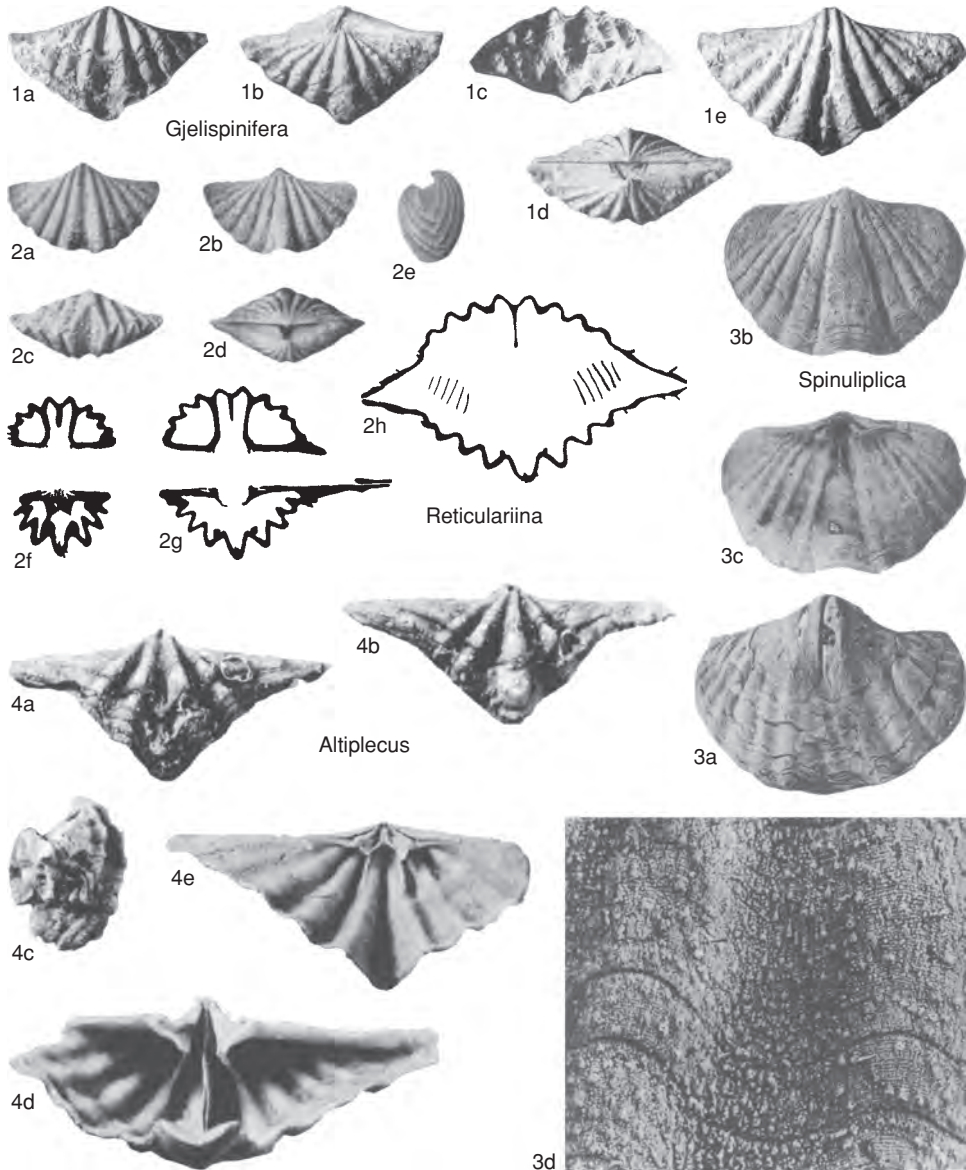 1a
1b
1c
1e
Gjelispinifera
1d
2a
2b
2e
3b
2c
2d
Spinuliplica
2h
2f
2g
Reticulariina
3c
4a
4b
Altiplecus
3a
4c
4e
4d
3d